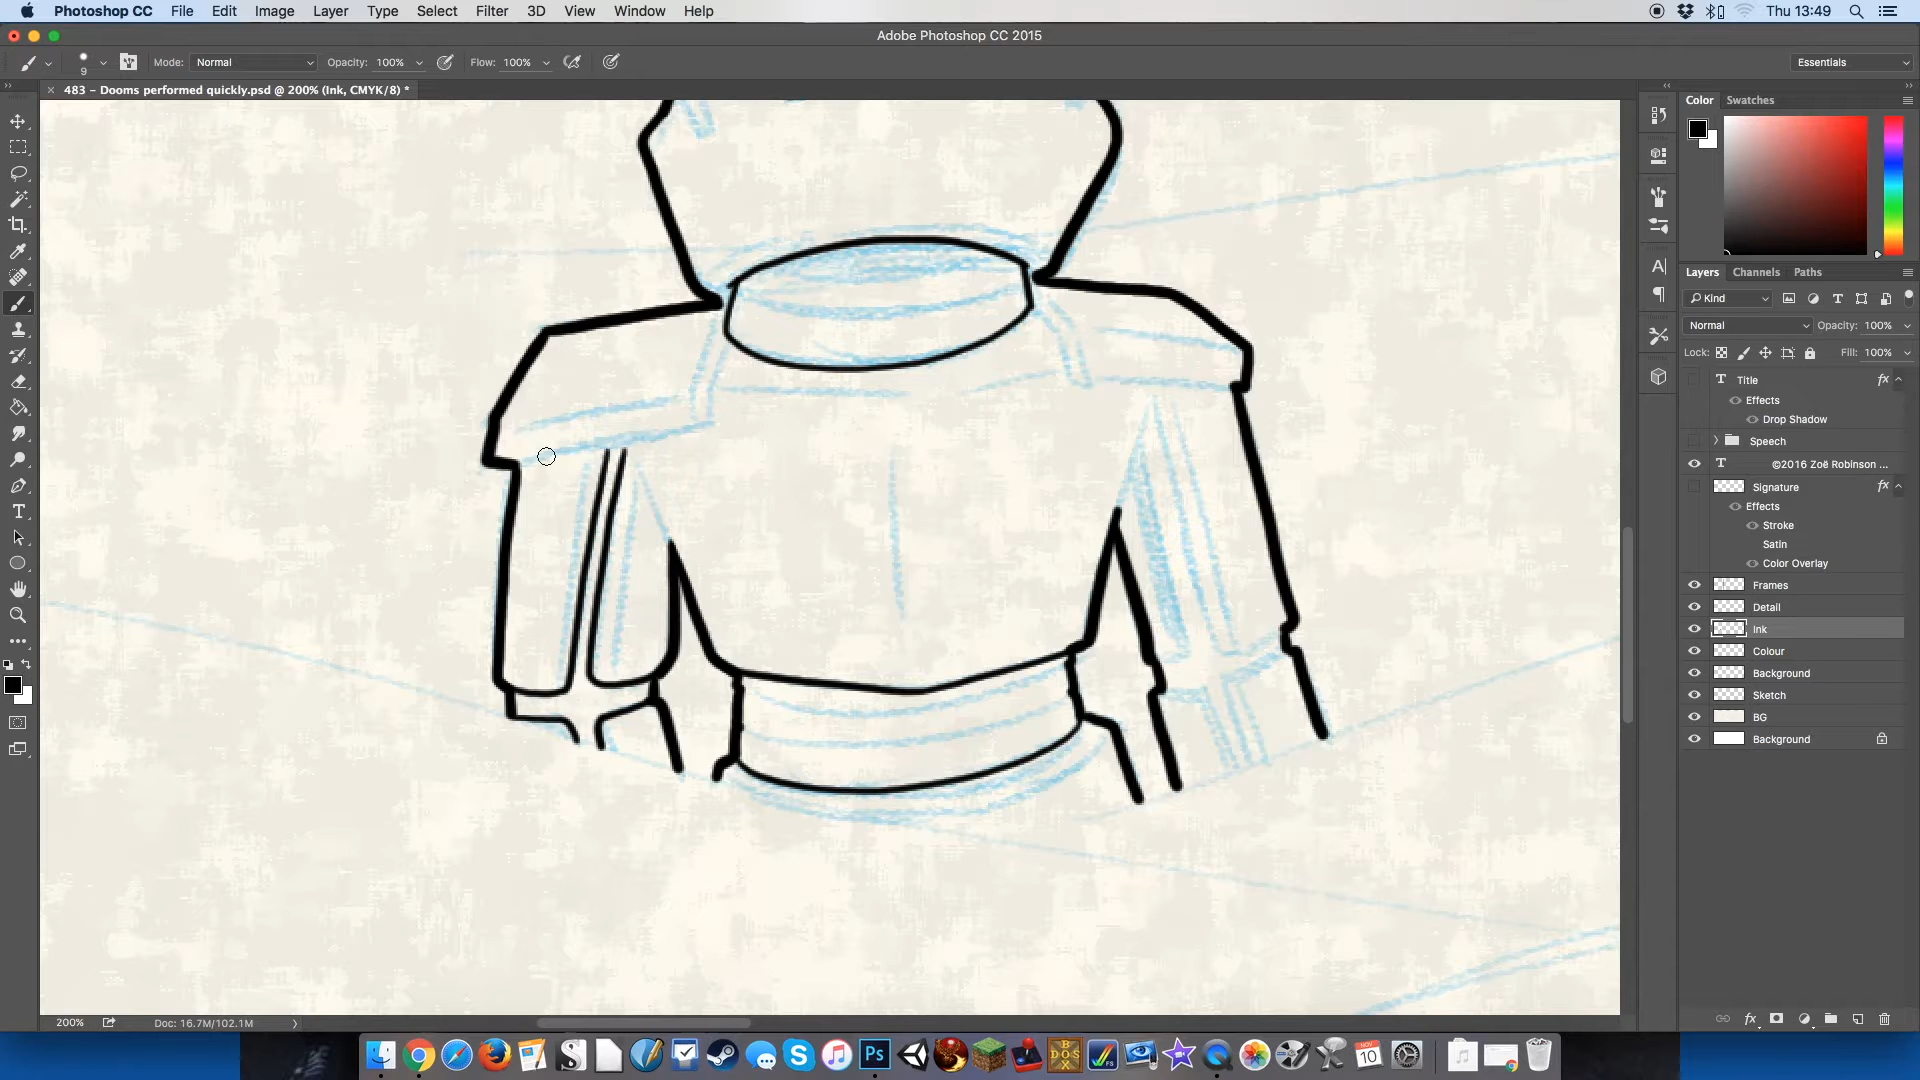 Photoshop CC File Edit Image Layer Type Select Filter 3D View Window Help Thu 13:49
Adobe Photoshop CC 2015
9 Mode: Normal Opacity: 100% Flow: 100% Essentials
483 – Dooms performed quickly.psd @ 200% (Ink, CMYK/8) *
Color Swatches
Layers Channels Paths
Kind
Normal Opacity: 100%
Lock: Fill: 100%
T Title fx
Effects
Drop Shadow
Speech
T ©2016 Zoë Robinson ...
Signature fx
Effects
Stroke
Satin
Color Overlay
Frames
Detail
Ink
Colour
Background
Sketch
BG
Background
200% Doc: 16.7M/102.1M
fx